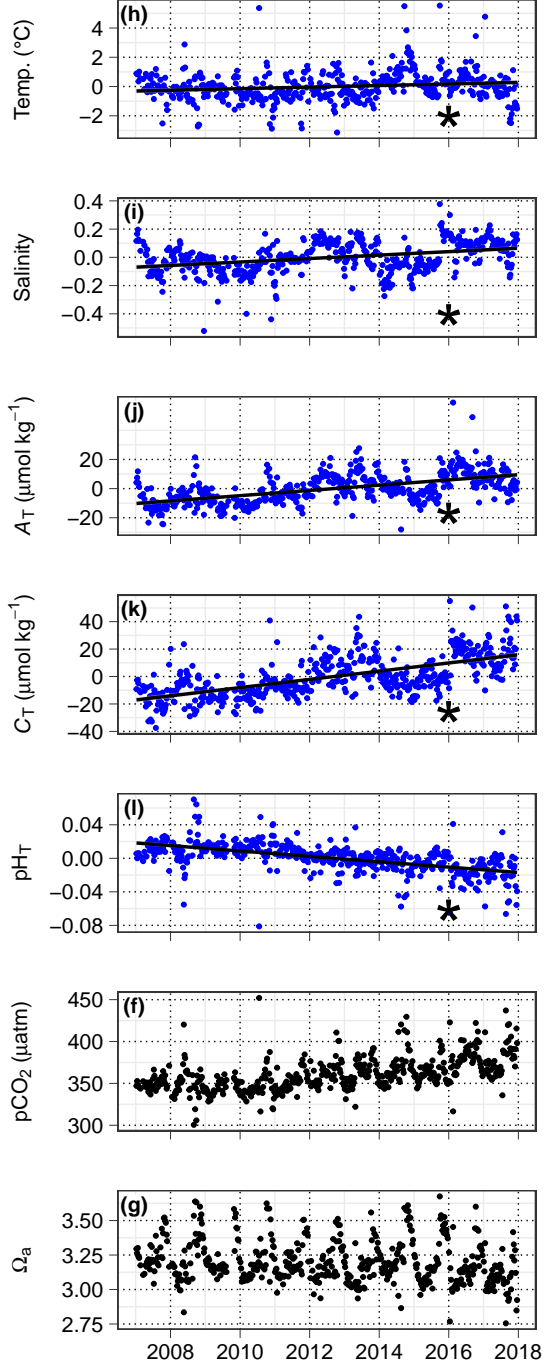 (h)
Temp. (°C)
4
2
0
−2
*
(i)
Salinity
0.4
0.2
0.0
−0.2
−0.4
*
(j)
A_T (μmol kg⁻¹)
20
0
−20
*
(k)
C_T (μmol kg⁻¹)
40
20
0
−20
−40
*
(l)
pH_T
0.04
0.00
−0.04
−0.08
*
(f)
pCO₂ (μatm)
450
400
350
300
(g)
Ωₐ
3.50
3.25
3.00
2.75
2008 2010 2012 2014 2016 2018